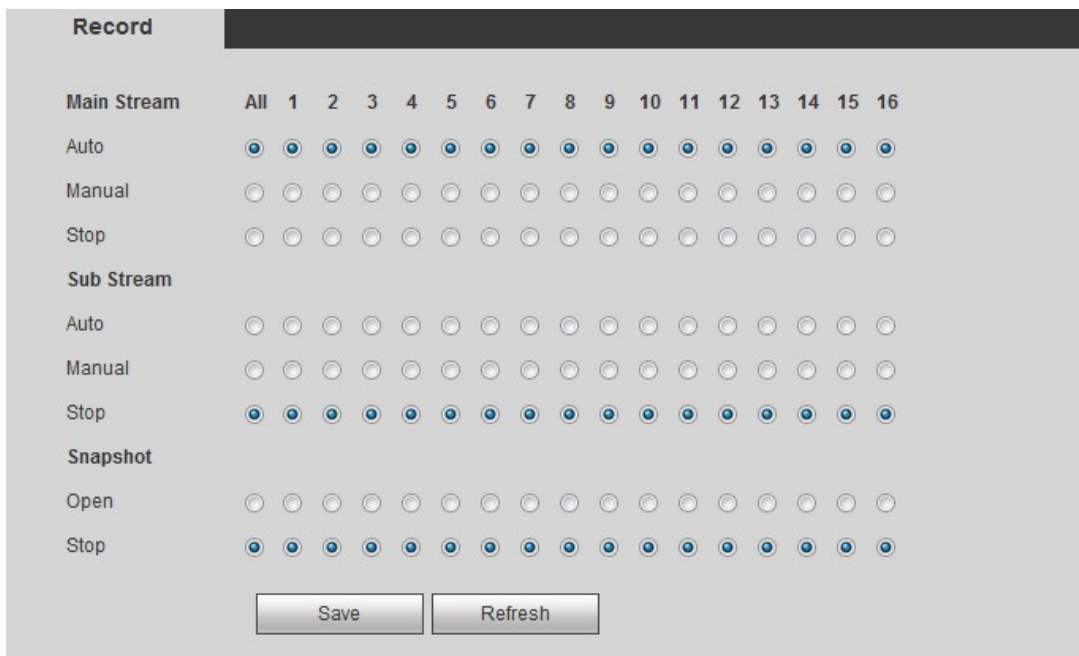 Record
Main Stream All 1 2 3 4 5 6 7 8 9 10 11 12 13 14 15 16
Auto
Manual
Stop
Sub Stream
Auto
Manual
Stop
Snapshot
Open
Stop
Save Refresh